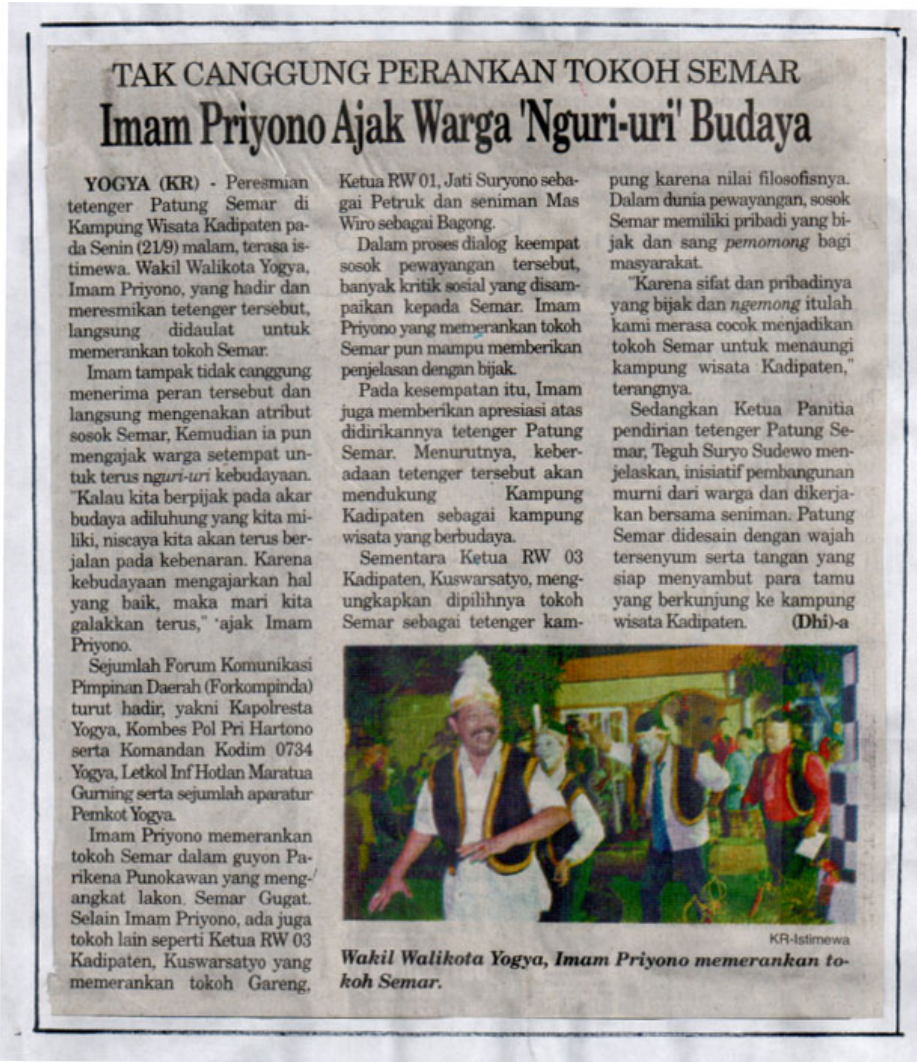 TAK CANGGUNG PERANKAN TOKOH SEMAR
Imam Priyono Ajak Warga 'Nguri-uri' Budaya
YOGYA (KR) - Peresmian
tetenger Patung Semar di
Kampung Wisata Kadipaten pa-
da Senin (21/9) malam, terasa is-
timewa. Wakil Walikota Yogya,
Imam Priyono, yang hadir dan
meresmikan tetenger tersebut,
langsung didaulat untuk
memerankan tokoh Semar.
Imam tampak tidak canggung
menerima peran tersebut dan
langsung mengenakan atribut
sosok Semar, Kemudian ia pun
mengajak warga setempat un-
tuk terus nguri-uri kebudayaan.
"Kalau kita berpijak pada akar
budaya adiluhung yang kita mi-
liki, niscaya kita akan terus ber-
jalan pada kebenaran. Karena
kebudayaan mengajarkan hal
yang baik, maka mari kita
galakkan terus," ajak Imam
Priyono.
Sejumlah Forum Komunikasi
Pimpinan Daerah (Forkompinda)
turut hadir, yakni Kapolresta
Yogya, Kombes Pol Pri Hartono
serta Komandan Kodim 0734
Yogya, Letkol Inf Hotlan Maratua
Gurning serta sejumlah aparatur
Pemkot Yogya.
Imam Priyono memerankan
tokoh Semar dalam guyon Pa-
rikena Punokawan yang meng-
angkat lakon Semar Gugat.
Selain Imam Priyono, ada juga
tokoh lain seperti Ketua RW 03
Kadipaten, Kuswarsatyo yang
memerankan tokoh Gareng,
Ketua RW 01, Jati Suryono seba-
gai Petruk dan seniman Mas
Wiro sebagai Bagong.
Dalam proses dialog keempat
sosok pewayangan tersebut,
banyak kritik sosial yang disam-
paikan kepada Semar. Imam
Priyono yang memerankan tokoh
Semar pun mampu memberikan
penjelasan dengan bijak.
Pada kesempatan itu, Imam
juga memberikan apresiasi atas
didirikannya tetenger Patung
Semar. Menurutnya, keber-
adaan tetenger tersebut akan
mendukung Kampung
Kadipaten sebagai kampung
wisata yang berbudaya.
Sementara Ketua RW 03
Kadipaten, Kuswarsatyo, meng-
ungkapkan dipilihnya tokoh
Semar sebagai tetenger kam-
pung karena nilai filosofisnya.
Dalam dunia pewayangan, sosok
Semar memiliki pribadi yang bi-
jak dan sang pemomong bagi
masyarakat.
"Karena sifat dan pribadinya
yang bijak dan ngemong itulah
kami merasa cocok menjadikan
tokoh Semar untuk menaungi
kampung wisata Kadipaten,"
terangnya.
Sedangkan Ketua Panitia
pendirian tetenger Patung Se-
mar, Teguh Suryo Sudewo men-
jelaskan, inisiatif pembangunan
murni dari warga dan dikerja-
kan bersama seniman. Patung
Semar didesain dengan wajah
tersenyum serta tangan yang
siap menyambut para tamu
yang berkunjung ke kampung
wisata Kadipaten. (Dhi)-a
KR-Istimewa
Wakil Walikota Yogya, Imam Priyono memerankan to-
koh Semar.